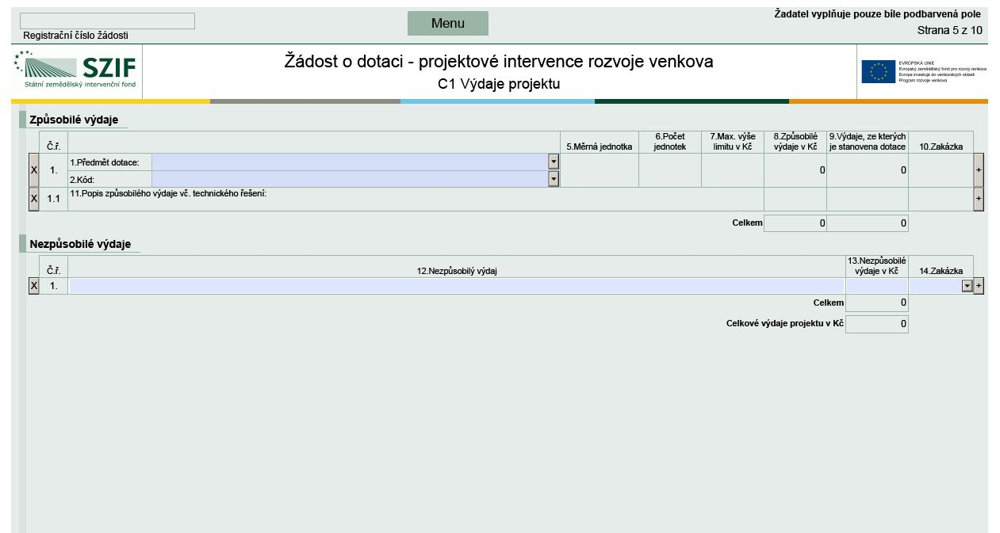 Žadatel vyplňuje pouze bíle podbarvená pole
Menu
Registrační číslo žádosti
Strana 5 z 10
SZIF
Státní zemědělský intervenční fond
Žádost o dotaci - projektové intervence rozvoje venkova
C1 Výdaje projektu
EVROPSKÁ UNIE
Evropský zemědělský fond pro rozvoj venkova
Evropa investuje do venkovských oblastí
Program rozvoje venkova
Způsobilé výdaje
Č.ř.
5.Měrná jednotka
6.Počet
jednotek
7.Max. výše
limitu v Kč
8.Způsobilé
výdaje v Kč
9.Výdaje, ze kterých
je stanovena dotace
10.Zakázka
X 1. 1.Předmět dotace: 0 0 +
2.Kód:
X 1.1 11.Popis způsobilého výdaje vč. technického řešení: +
Celkem 0 0
Nezpůsobilé výdaje
Č.ř. 12.Nezpůsobilý výdaj
13.Nezpůsobilé
výdaje v Kč
14.Zakázka
X 1. +
Celkem 0
Celkové výdaje projektu v Kč 0